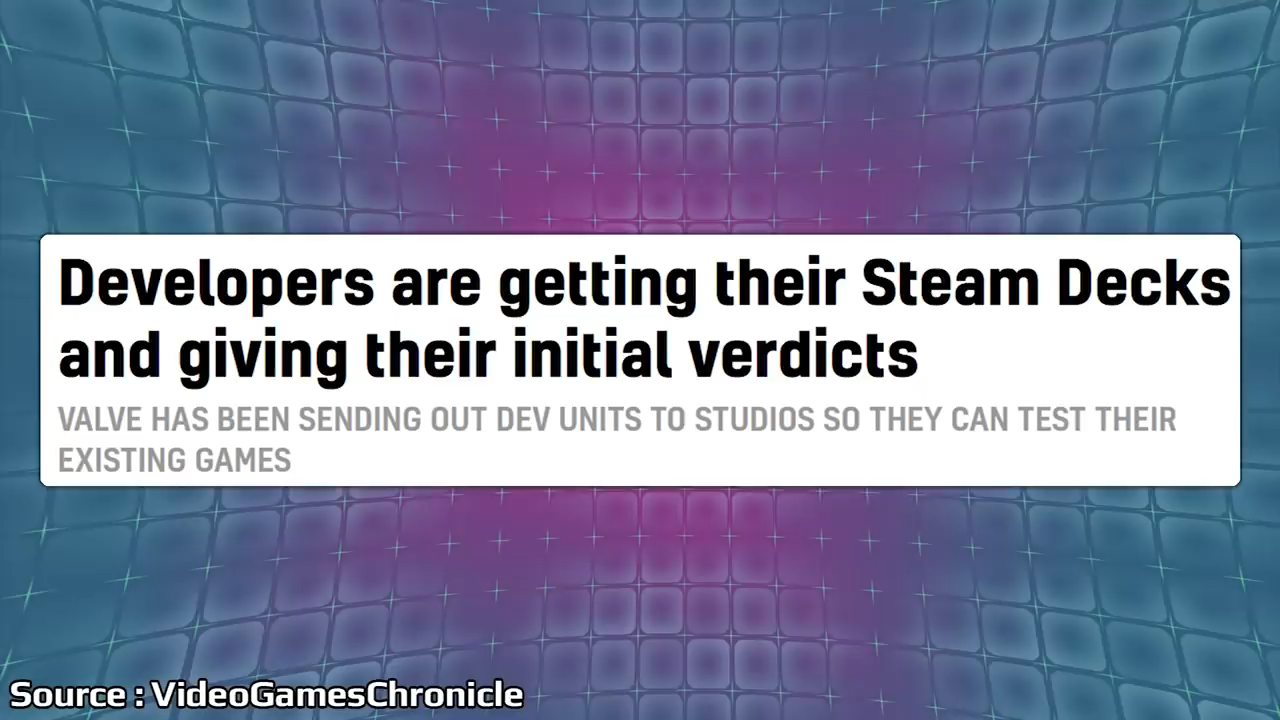 Developers are getting their Steam Decks
and giving their initial verdicts
VALVE HAS BEEN SENDING OUT DEV UNITS TO STUDIOS SO THEY CAN TEST THEIR
EXISTING GAMES
Source : VideoGamesChronicle